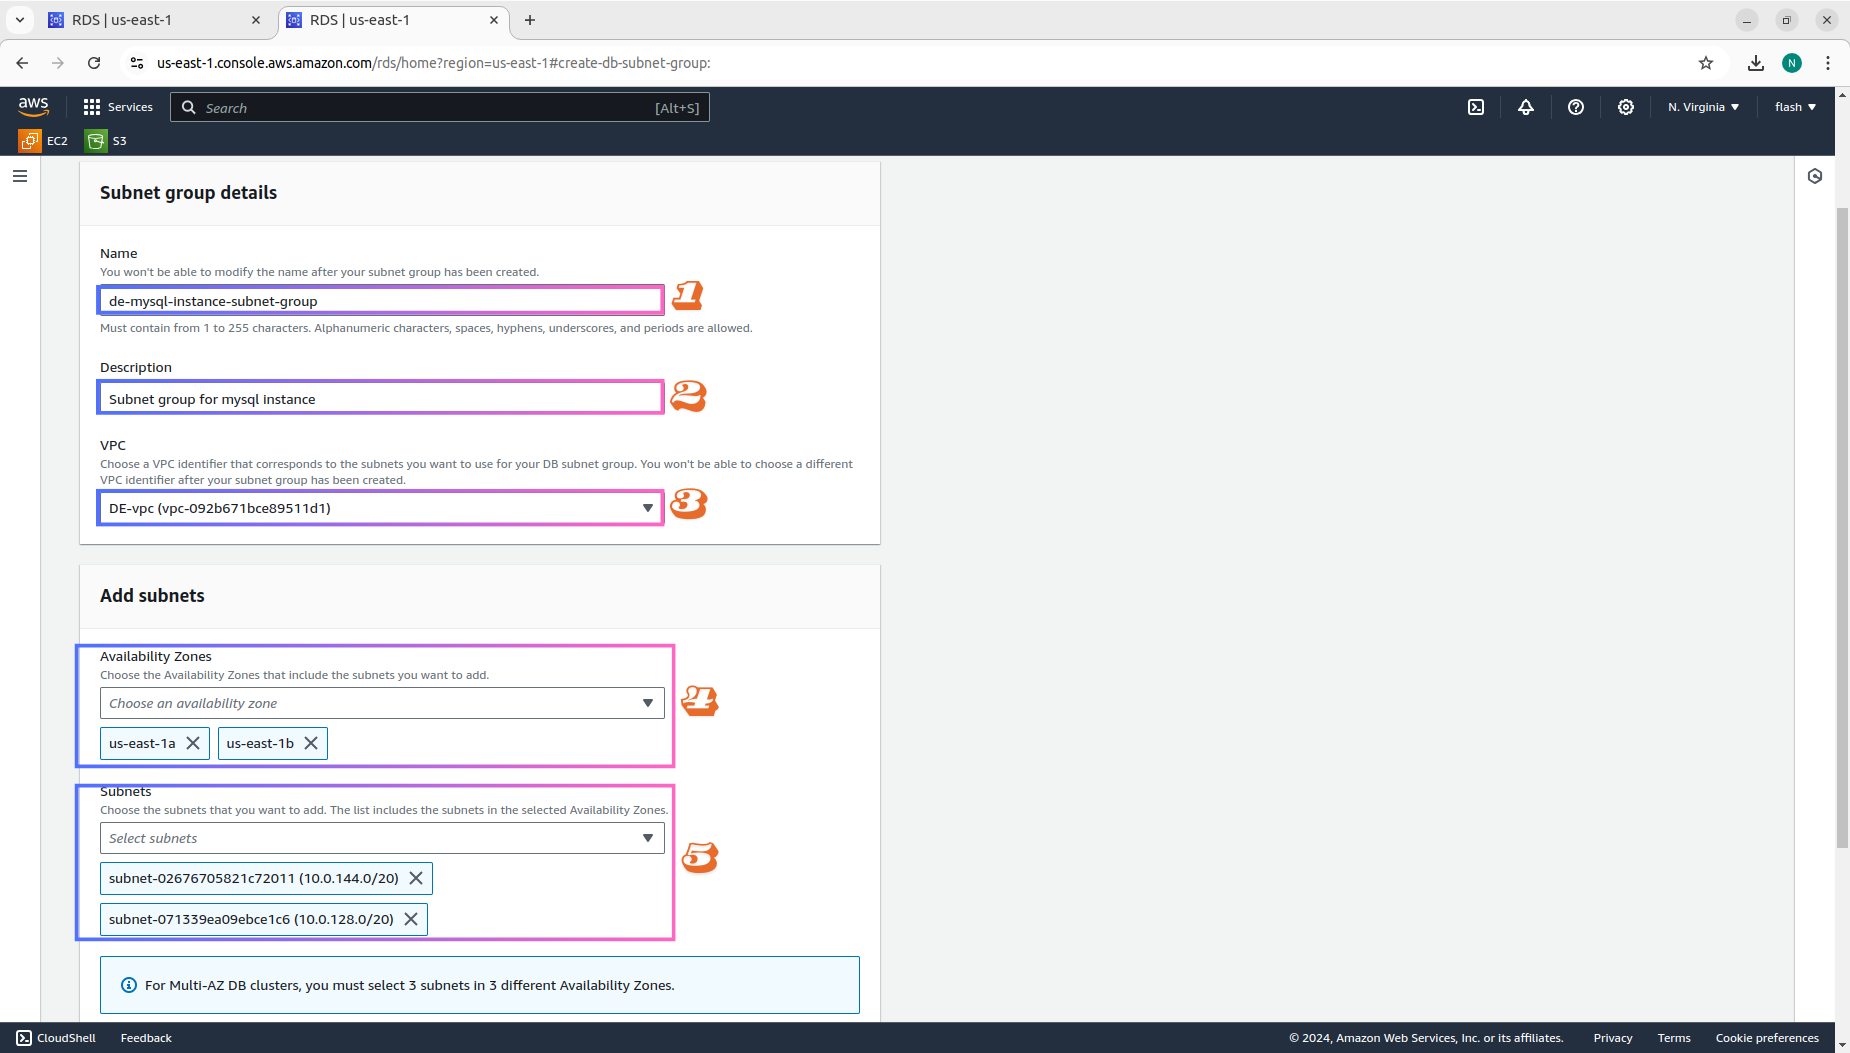 RDS | us-east-1
RDS | us-east-1
us-east-1.console.aws.amazon.com/rds/home?region=us-east-1#create-db-subnet-group:
N
aws
Services
Search
[Alt+S]
N. Virginia
flash
EC2
S3
Subnet group details
Name
You won't be able to modify the name after your subnet group has been created.
de-mysql-instance-subnet-group
1
Must contain from 1 to 255 characters. Alphanumeric characters, spaces, hyphens, underscores, and periods are allowed.
Description
Subnet group for mysql instance
2
VPC
Choose a VPC identifier that corresponds to the subnets you want to use for your DB subnet group. You won't be able to choose a different
VPC identifier after your subnet group has been created.
DE-vpc (vpc-092b671bce89511d1)
3
Add subnets
Availability Zones
Choose the Availability Zones that include the subnets you want to add.
Choose an availability zone
4
us-east-1a
us-east-1b
Subnets
Choose the subnets that you want to add. The list includes the subnets in the selected Availability Zones.
Select subnets
5
subnet-02676705821c72011 (10.0.144.0/20)
subnet-071339ea09ebce1c6 (10.0.128.0/20)
For Multi-AZ DB clusters, you must select 3 subnets in 3 different Availability Zones.
CloudShell
Feedback
© 2024, Amazon Web Services, Inc. or its affiliates.
Privacy
Terms
Cookie preferences